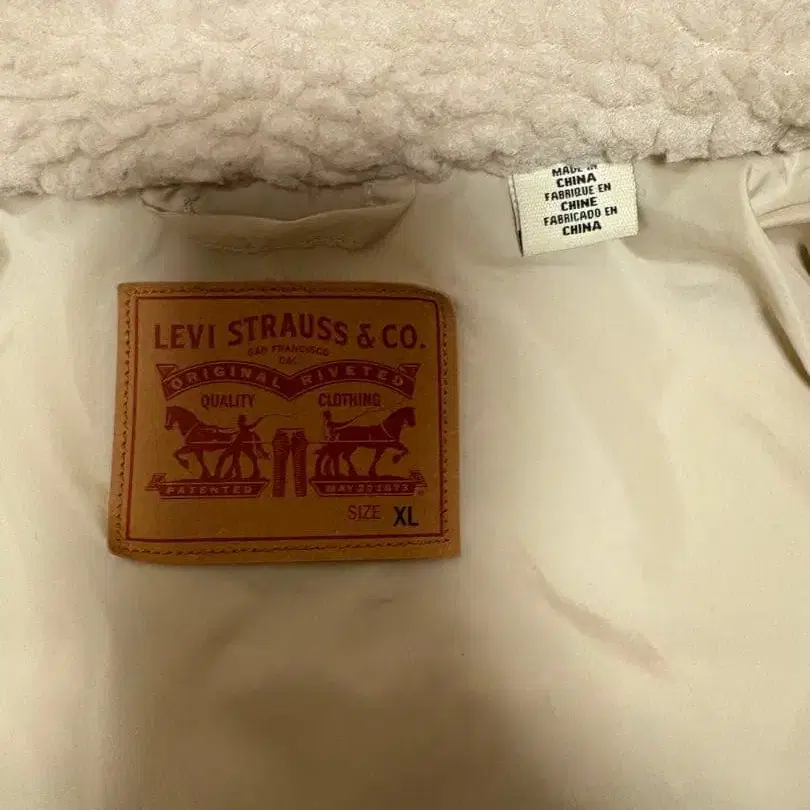 MADE IN
CHINA
FABRIQUE EN
CHINE
FABRICADO EN
CHINA
LEVI STRAUSS & CO.
SAN FRANCISCO
CAL
ORIGINAL RIVETED
QUALITY CLOTHING
PATENTED MAY 20 1873
®
SIZE XL